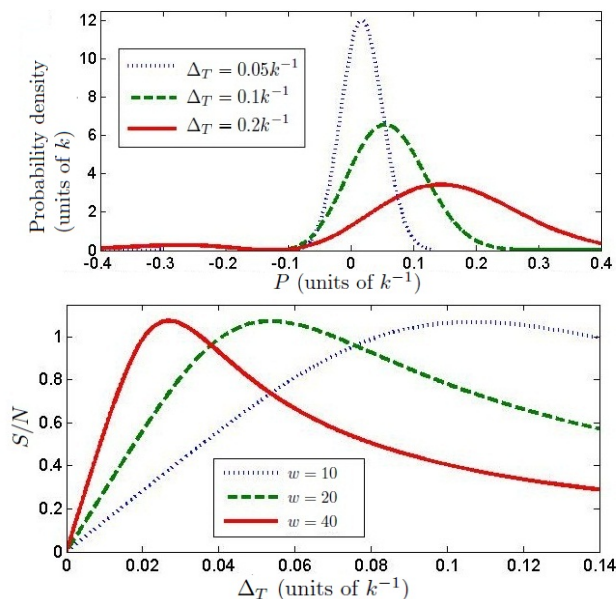 Probability density
(units of k)
12
10
8
6
4
2
0
Δ_T = 0.05k⁻¹
Δ_T = 0.1k⁻¹
Δ_T = 0.2k⁻¹
-0.4 -0.3 -0.2 -0.1 0 0.1 0.2 0.3 0.4
P (units of k⁻¹)
S/N
1
0.8
0.6
0.4
0.2
0
w = 10
w = 20
w = 40
0 0.02 0.04 0.06 0.08 0.1 0.12 0.14
Δ_T (units of k⁻¹)